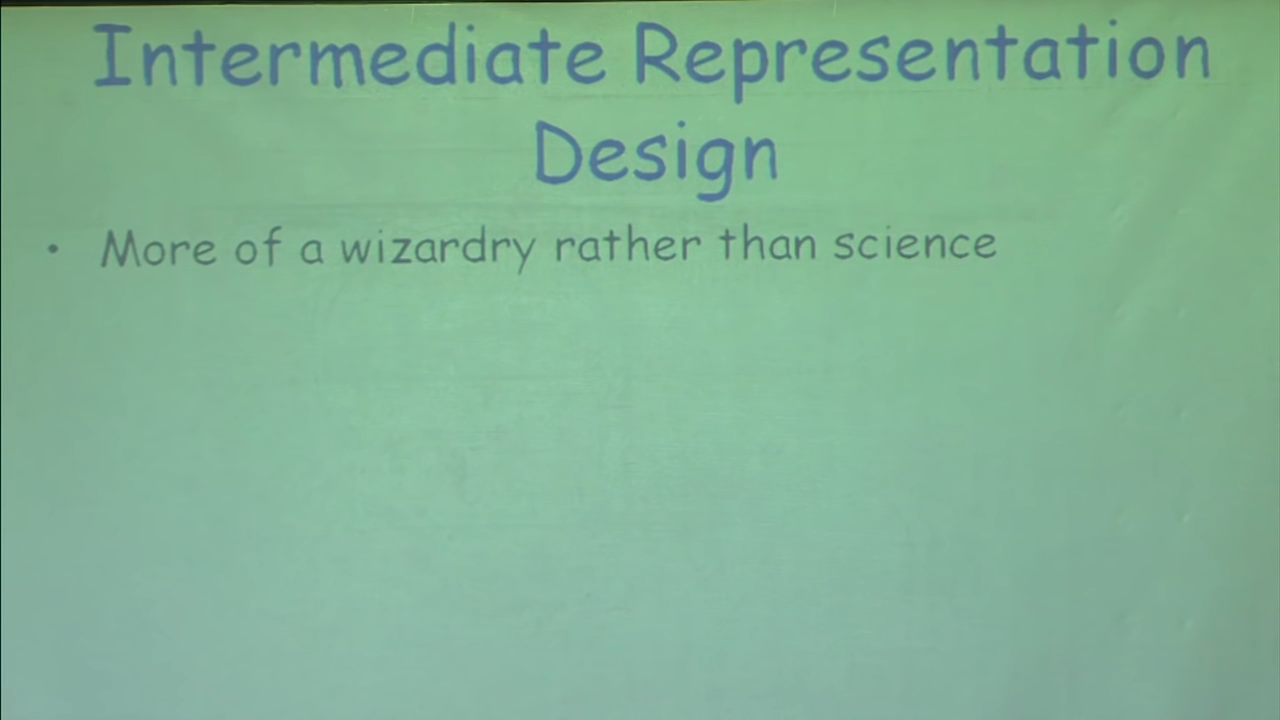 Intermediate Representation
Design
• More of a wizardry rather than science